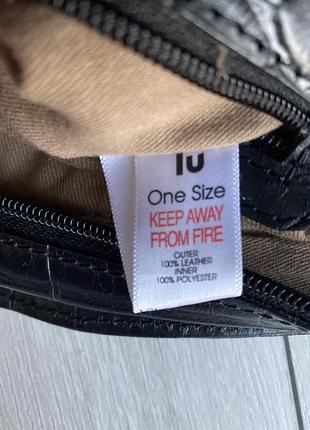 One Size
KEEP AWAY
FROM FIRE
OUTER
100% LEATHER
INNER
100% POLYESTER